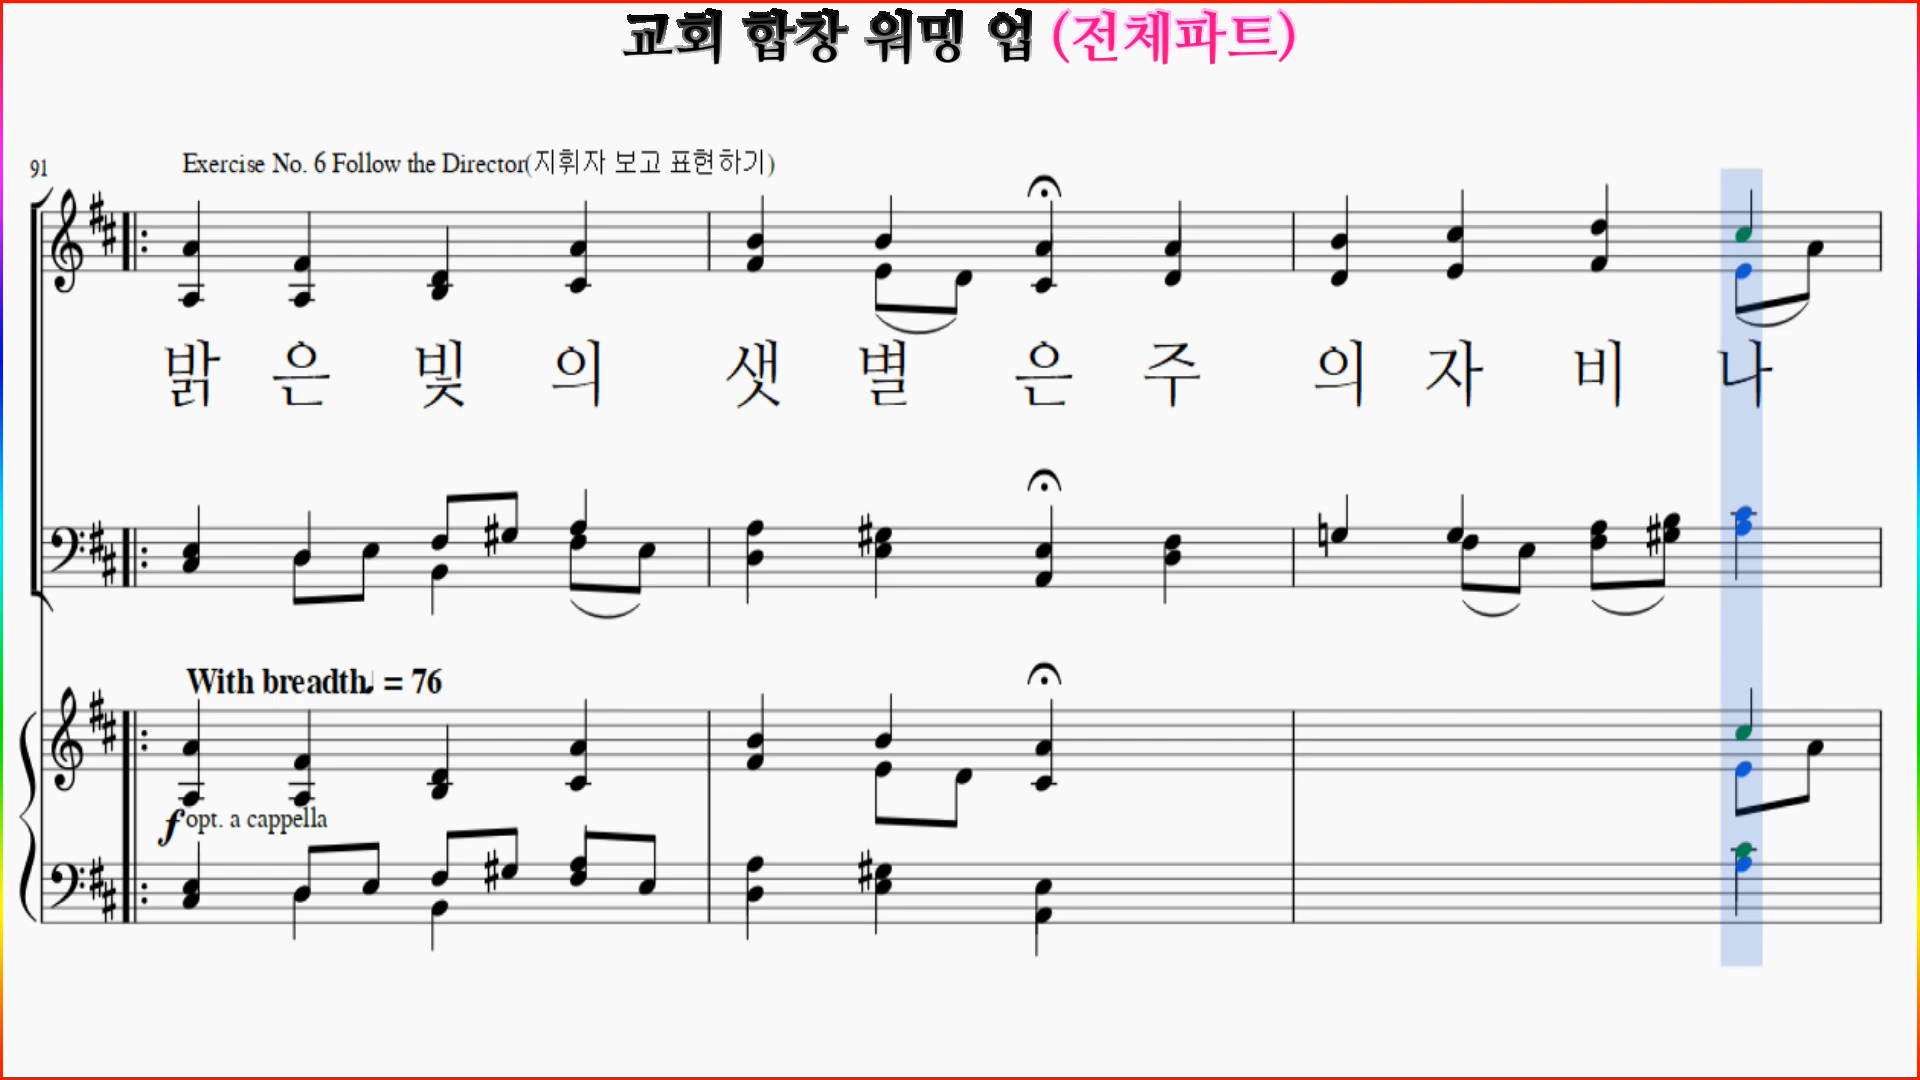 교회 합창 워밍 업 (전체파트)
91 Exercise No. 6 Follow the Director(지휘자 보고 표현하기)
밝 은 빛 의 샛 별 은 주 의 자 비 나
With breadth♩ = 76
f opt. a cappella